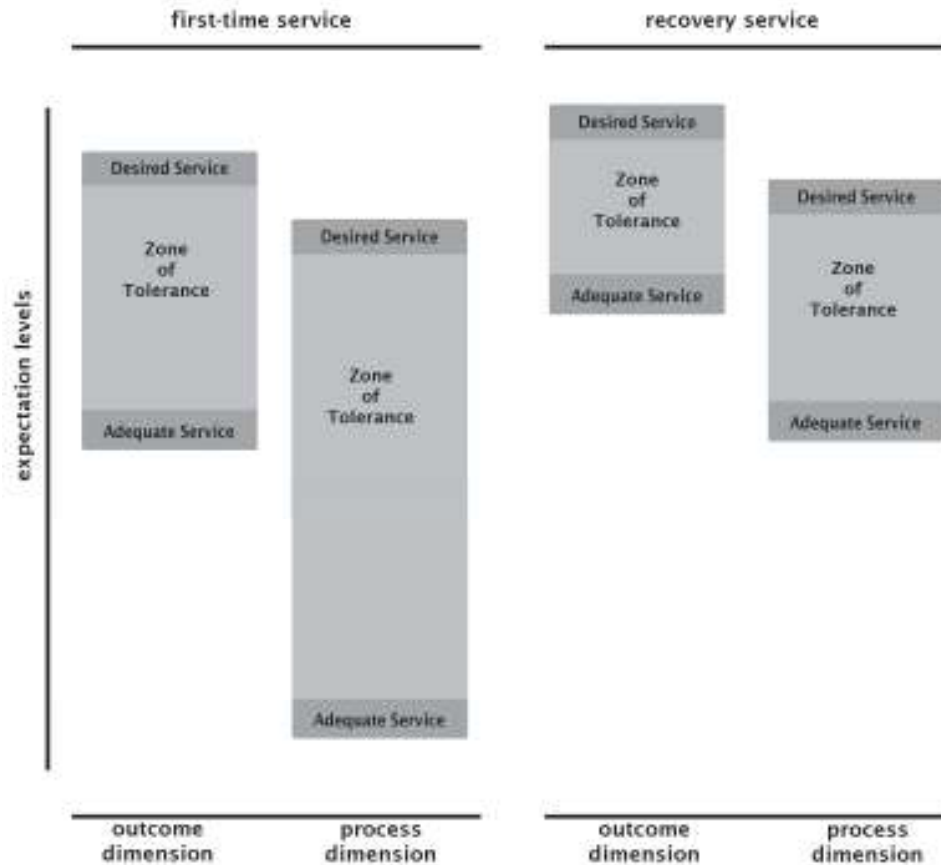 first-time service
recovery service
expectation levels
Desired Service
Zone
of
Tolerance
Adequate Service
Desired Service
Zone
of
Tolerance
Adequate Service
Desired Service
Zone
of
Tolerance
Adequate Service
Desired Service
Zone
of
Tolerance
Adequate Service
outcome
dimension
process
dimension
outcome
dimension
process
dimension